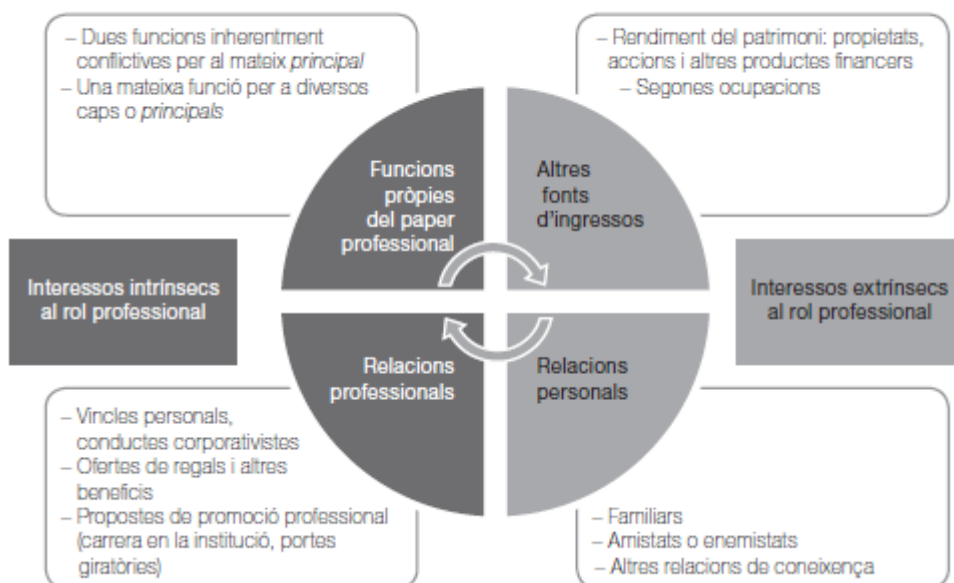 – Dues funcions inherentment
conflictives per al mateix principal
– Una mateixa funció per a diversos
caps o principals
– Rendiment del patrimoni: propietats,
accions i altres productes financers
– Segones ocupacions
Funcions
pròpies
del paper
professional
Altres
fonts
d'ingressos
Interessos intrínsecs
al rol professional
Interessos extrínsecs
al rol professional
Relacions
professionals
Relacions
personals
– Vincles personals,
conductes corporativistes
– Ofertes de regals i altres
beneficis
– Propostes de promoció professional
(carrera en la institució, portes
giratòries)
– Familiars
– Amistats o enemistats
– Altres relacions de coneixença